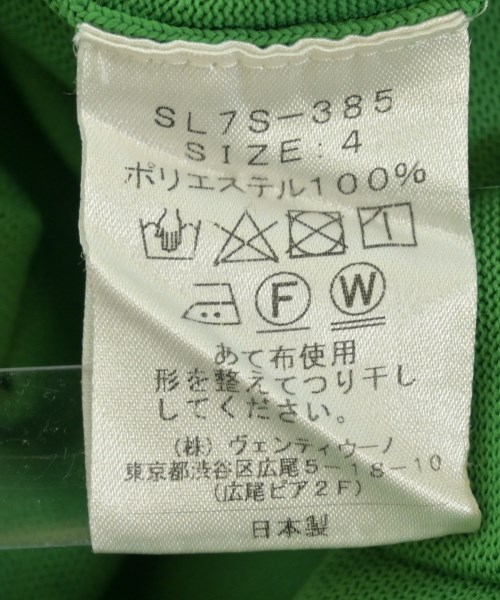 SL7S-385
SIZE:4
ポリエステル100%
F W
あて布使用
形を整えてつり干し
してください。
(株)ヴェンティウーノ
東京都渋谷区広尾5-18-10
(広尾ピア2F)
日本製